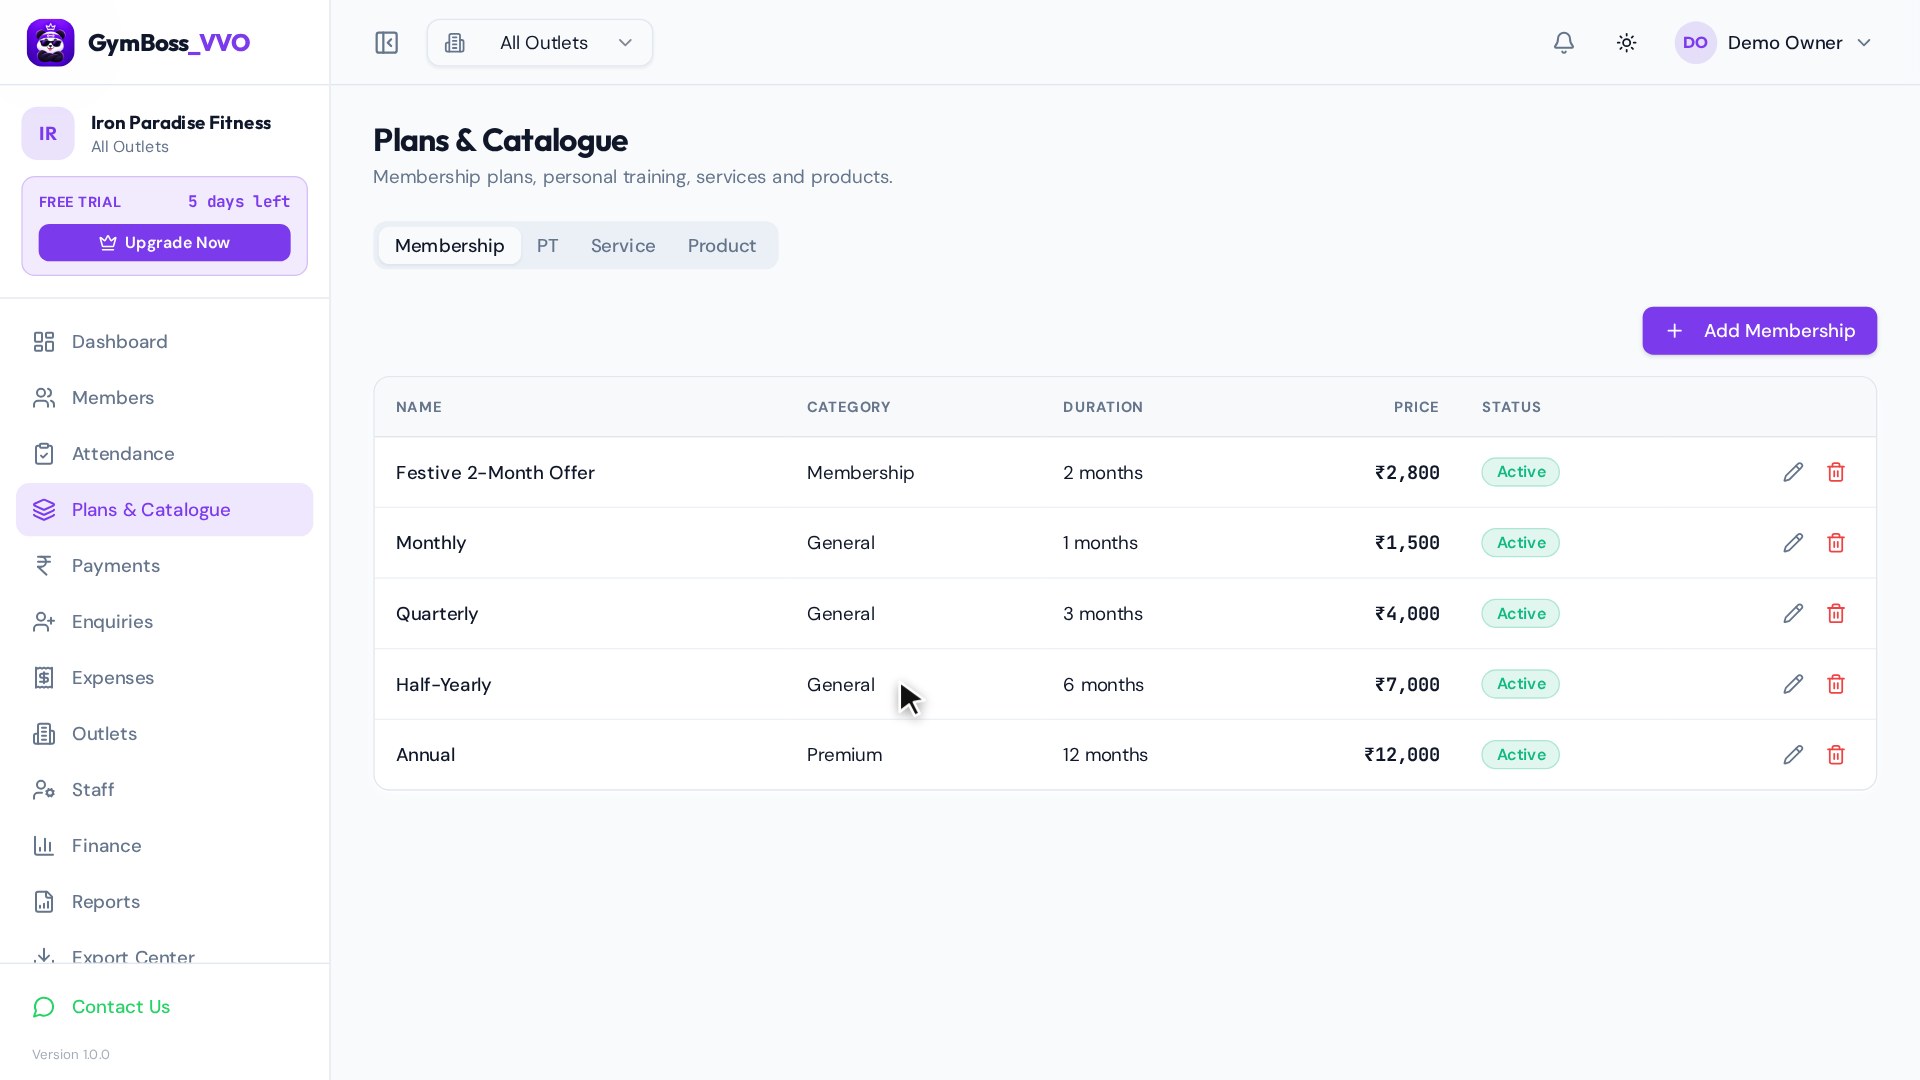 GymBoss_VVO
All Outlets
DO Demo Owner
IR
Iron Paradise Fitness
All Outlets
FREE TRIAL 5 days left
Upgrade Now
Dashboard
Members
Attendance
Plans & Catalogue
Payments
Enquiries
Expenses
Outlets
Staff
Finance
Reports
Export Center
Contact Us
Version 1.0.0
Plans & Catalogue
Membership plans, personal training, services and products.
Membership PT Service Product
Add Membership
NAME CATEGORY DURATION PRICE STATUS
Festive 2-Month Offer Membership 2 months ₹2,800 Active
Monthly General 1 months ₹1,500 Active
Quarterly General 3 months ₹4,000 Active
Half-Yearly General 6 months ₹7,000 Active
Annual Premium 12 months ₹12,000 Active